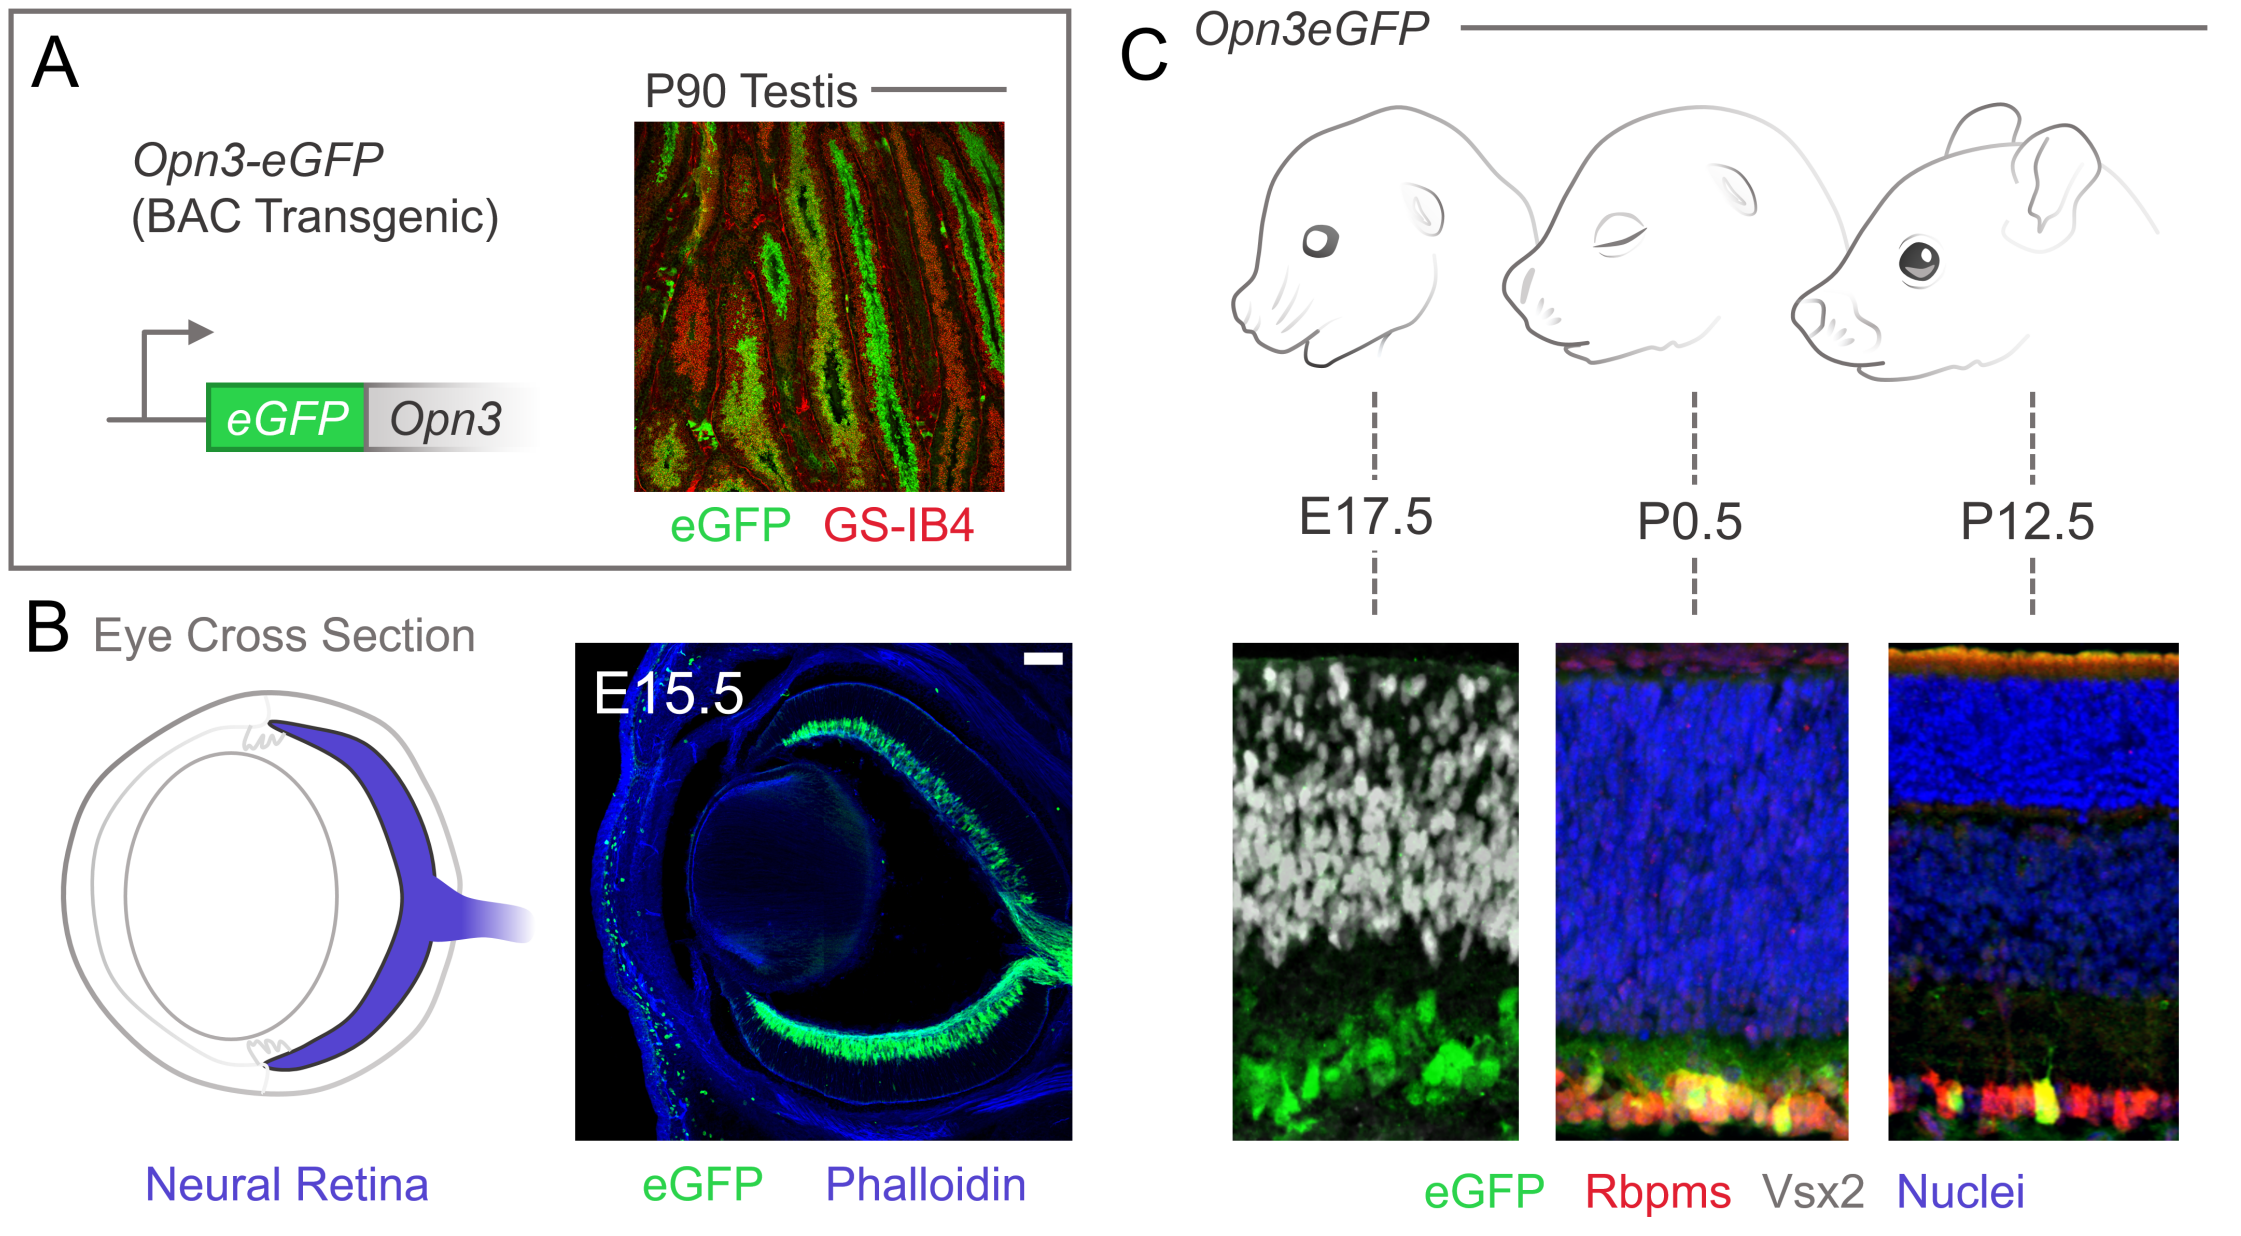 A
P90 Testis
Opn3-eGFP
(BAC Transgenic)
eGFP Opn3
eGFP GS-IB4
B Eye Cross Section
E15.5
Neural Retina
eGFP Phalloidin
C Opn3eGFP
E17.5 P0.5 P12.5
eGFP Rbpms Vsx2 Nuclei